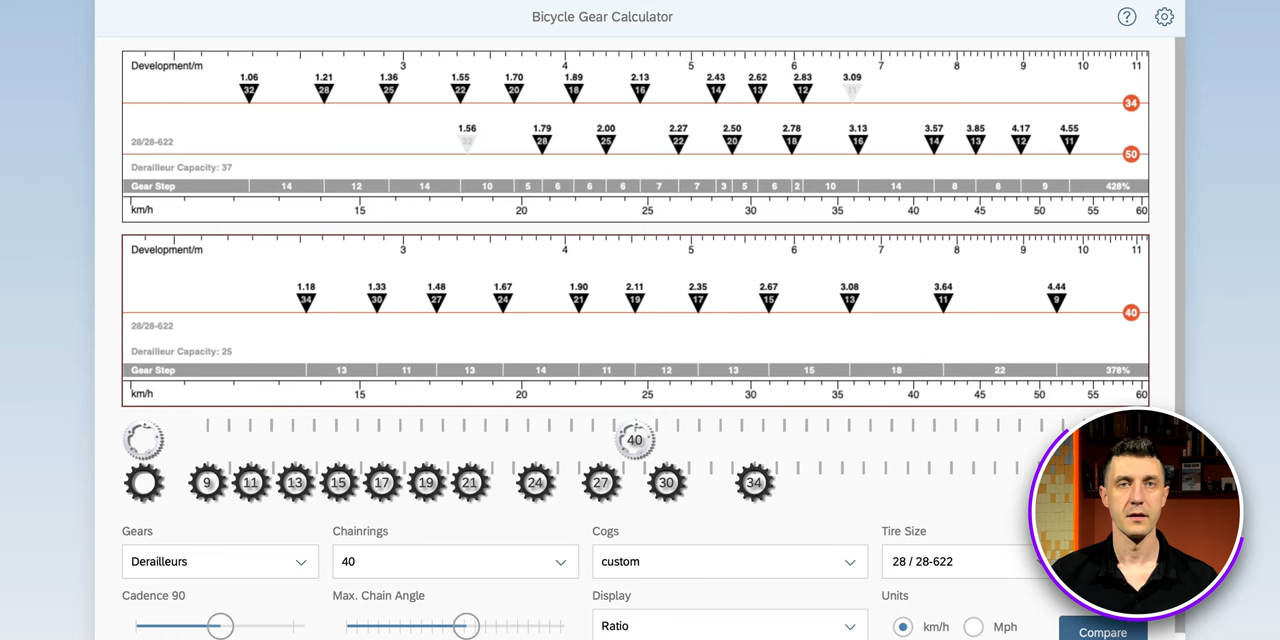 Bicycle Gear Calculator
?
Development/m 3 4 5 6 7 8 9 10 11
1.06 1.21 1.36 1.55 1.70 1.89 2.13 2.43 2.62 2.83 3.09
32 28 25 22 20 18 16 14 13 12 11
34
1.56 1.79 2.00 2.27 2.50 2.78 3.13 3.57 3.85 4.17 4.55
28/28-622
32 28 25 22 20 18 16 14 13 12 11
50
Derailleur Capacity: 37
Gear Step 14 12 14 10 5 6 6 6 7 7 3 5 6 2 10 14 8 8 9 428%
km/h 15 20 25 30 35 40 45 50 55 60
Development/m 3 4 5 6 7 8 9 10 11
1.18 1.33 1.48 1.67 1.90 2.11 2.35 2.67 3.08 3.64 4.44
34 30 27 24 21 19 17 15 13 11 9
40
28/28-622
Derailleur Capacity: 25
Gear Step 13 11 13 14 11 12 13 15 18 22 378%
km/h 15 20 25 30 35 40 45 50 55 60
40
9 11 13 15 17 19 21 24 27 30 34
Gears Chainrings Cogs Tire Size
Derailleurs 40 custom 28 / 28-622
Cadence 90 Max. Chain Angle Display Units
Ratio km/h Mph
Compare